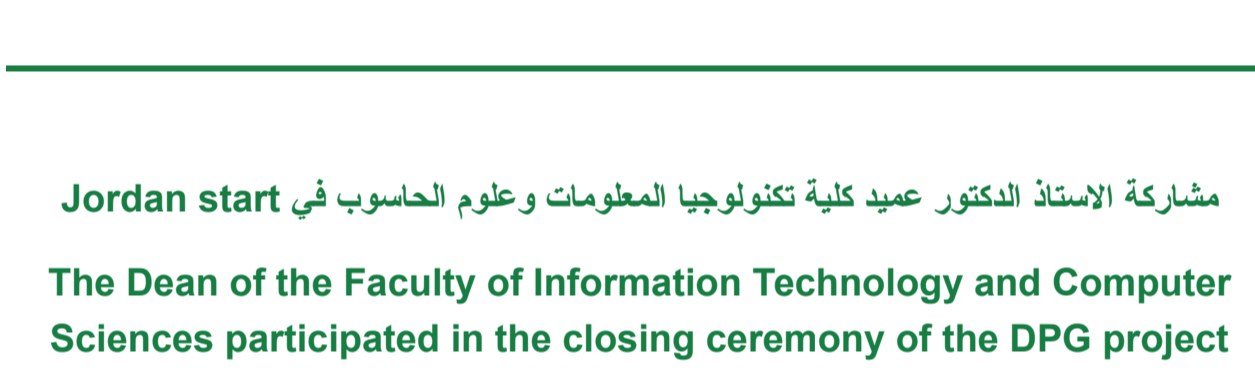 مشاركة الاستاذ الدكتور عميد كلية تكنولوجيا المعلومات وعلوم الحاسوب في Jordan start
The Dean of the Faculty of Information Technology and Computer
Sciences participated in the closing ceremony of the DPG project